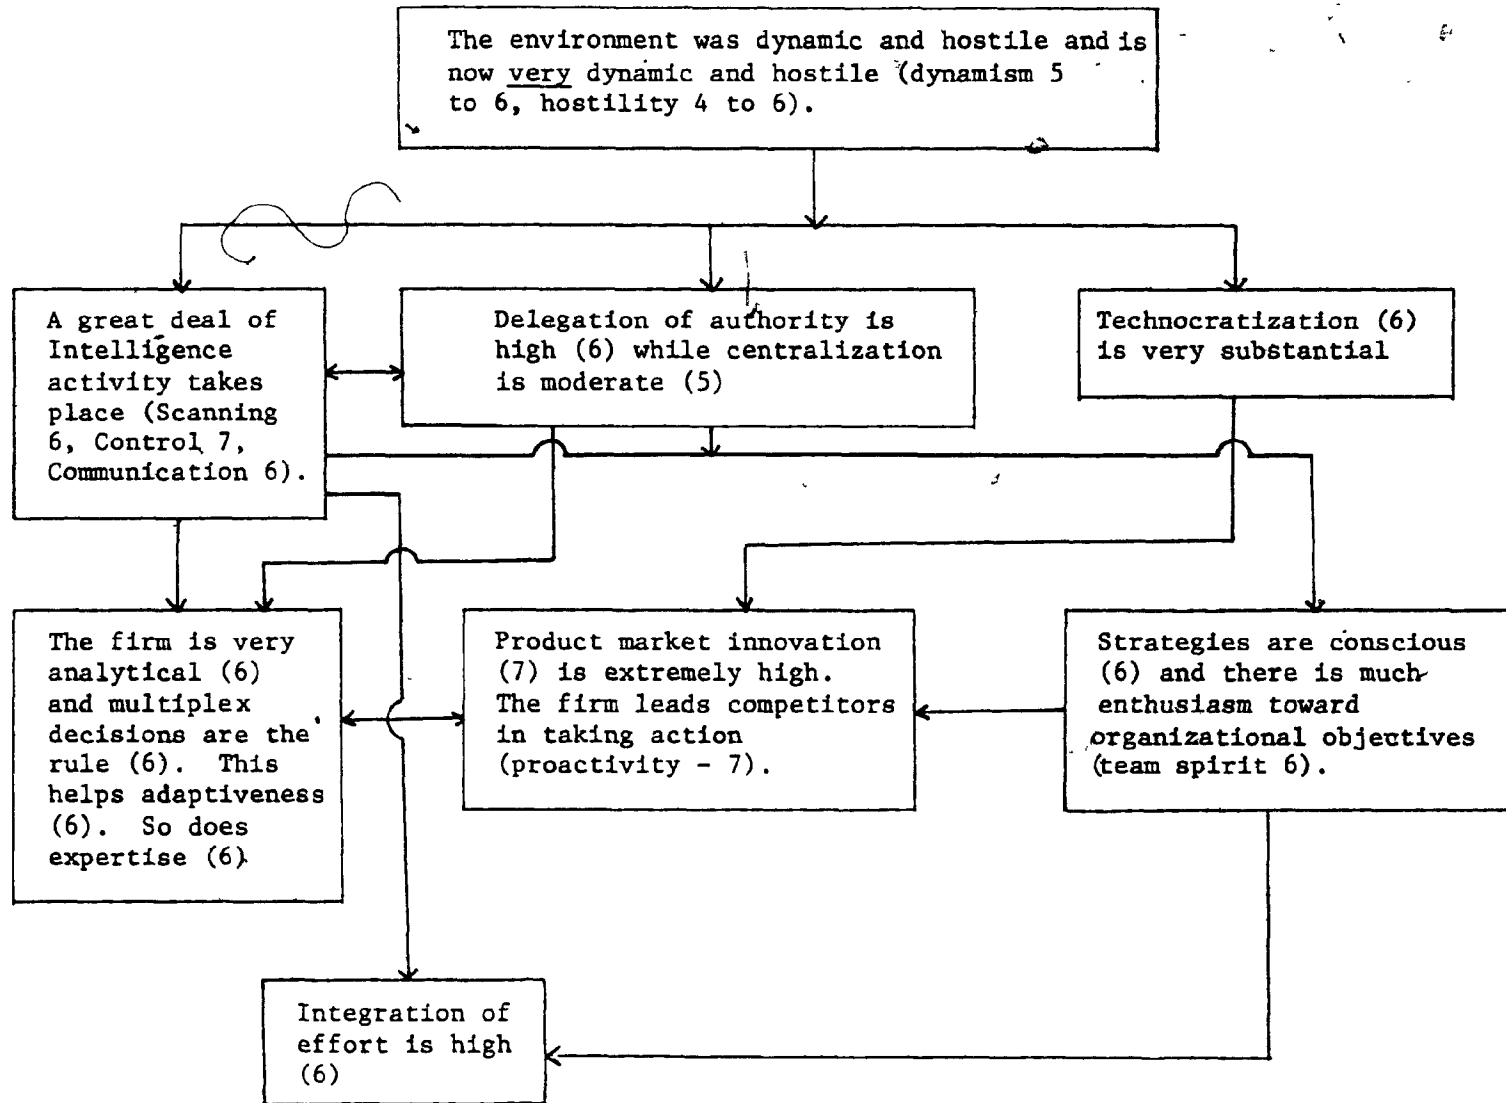 The environment was dynamic and hostile and is
now very dynamic and hostile (dynamism 5
to 6, hostility 4 to 6).
A great deal of
Intelligence
activity takes
place (Scanning
6, Control 7,
Communication 6).
Delegation of authority is
high (6) while centralization
is moderate (5)
Technocratization (6)
is very substantial
The firm is very
analytical (6)
and multiplex
decisions are the
rule (6). This
helps adaptiveness
(6). So does
expertise (6)
Product market innovation
(7) is extremely high.
The firm leads competitors
in taking action
(proactivity - 7).
Strategies are conscious
(6) and there is much
enthusiasm toward
organizational objectives
(team spirit 6).
Integration of
effort is high
(6)